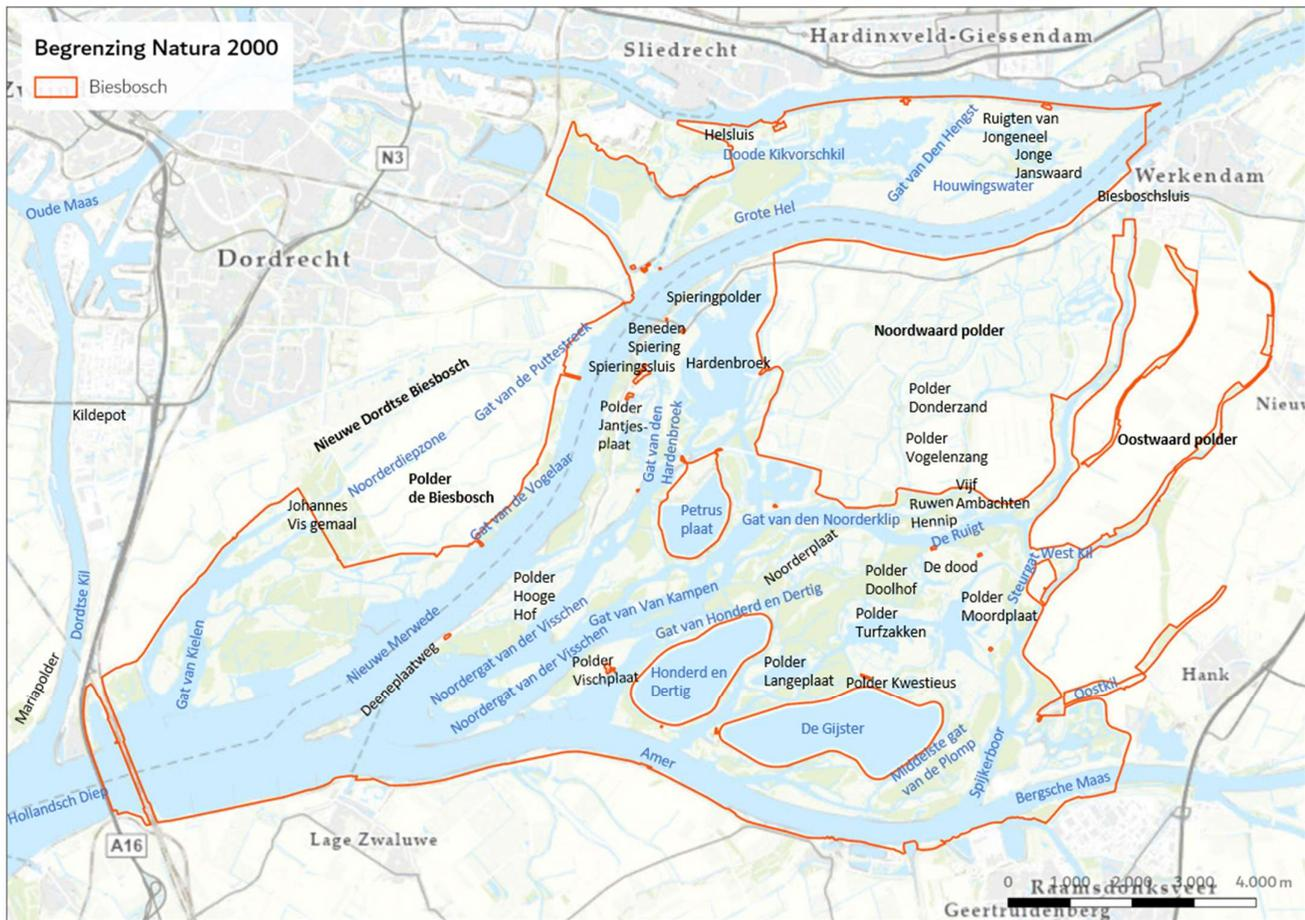 Begrenzing Natura 2000
Biesbosch
Sliedrecht
Hardinxveld-Giessendam
N3
Helsluis
Doode Kikvorschkil
Gat van Den Hengst
Ruigten van
Jongeneel
Jonge
Janswaard
Houwingswater
Werkendam
Biesboschsluis
Oude Maas
Grote Hel
Dordrecht
Spieringpolder
Beneden
Spiering
Spieringssluis
Hardenbroek
Noordwaard polder
Gat van de Puttestreek
Nieuwe Dordtse Biesbosch
Kildepot
Polder
Donderzand
Polder
Jantjes-
plaat
Gat van den
Hardenbroek
Polder
Vogelenzang
Oostwaard polder
Noorderdiepzone
Polder
de Biesbosch
Gat van de Vogelaar
Johannes
Vis gemaal
Petrus
plaat
Gat van den Noorderklip
Vijf
Ambachten
Ruwen
Hennip
De Ruigt
West Kil
Steurgat
Noorderplaat
De dood
Polder
Doolhof
Polder
Hooge
Hof
Polder
Moordplaat
Dordtse Kil
Gat van Van Kampen
Gat van Honderd en Dertig
Polder
Turfzakken
Gat van Kielen
Nieuwe Merwede
Noordergat van der Visschen
Noordergat van der Visschen
Deeneplaatweg
Mariapolder
Polder
Vischplaat
Honderd en
Dertig
Polder
Langeplaat
Polder Kwestieus
Hank
Oostkil
De Gijster
Middelste gat
van de Plomp
Spijkerboor
Amer
Bergsche Maas
Hollandsch Diep
A16
Lage Zwaluwe
Raamsdonksveer
Geertruidenberg
0 1.000 2.000 3.000 4.000 m